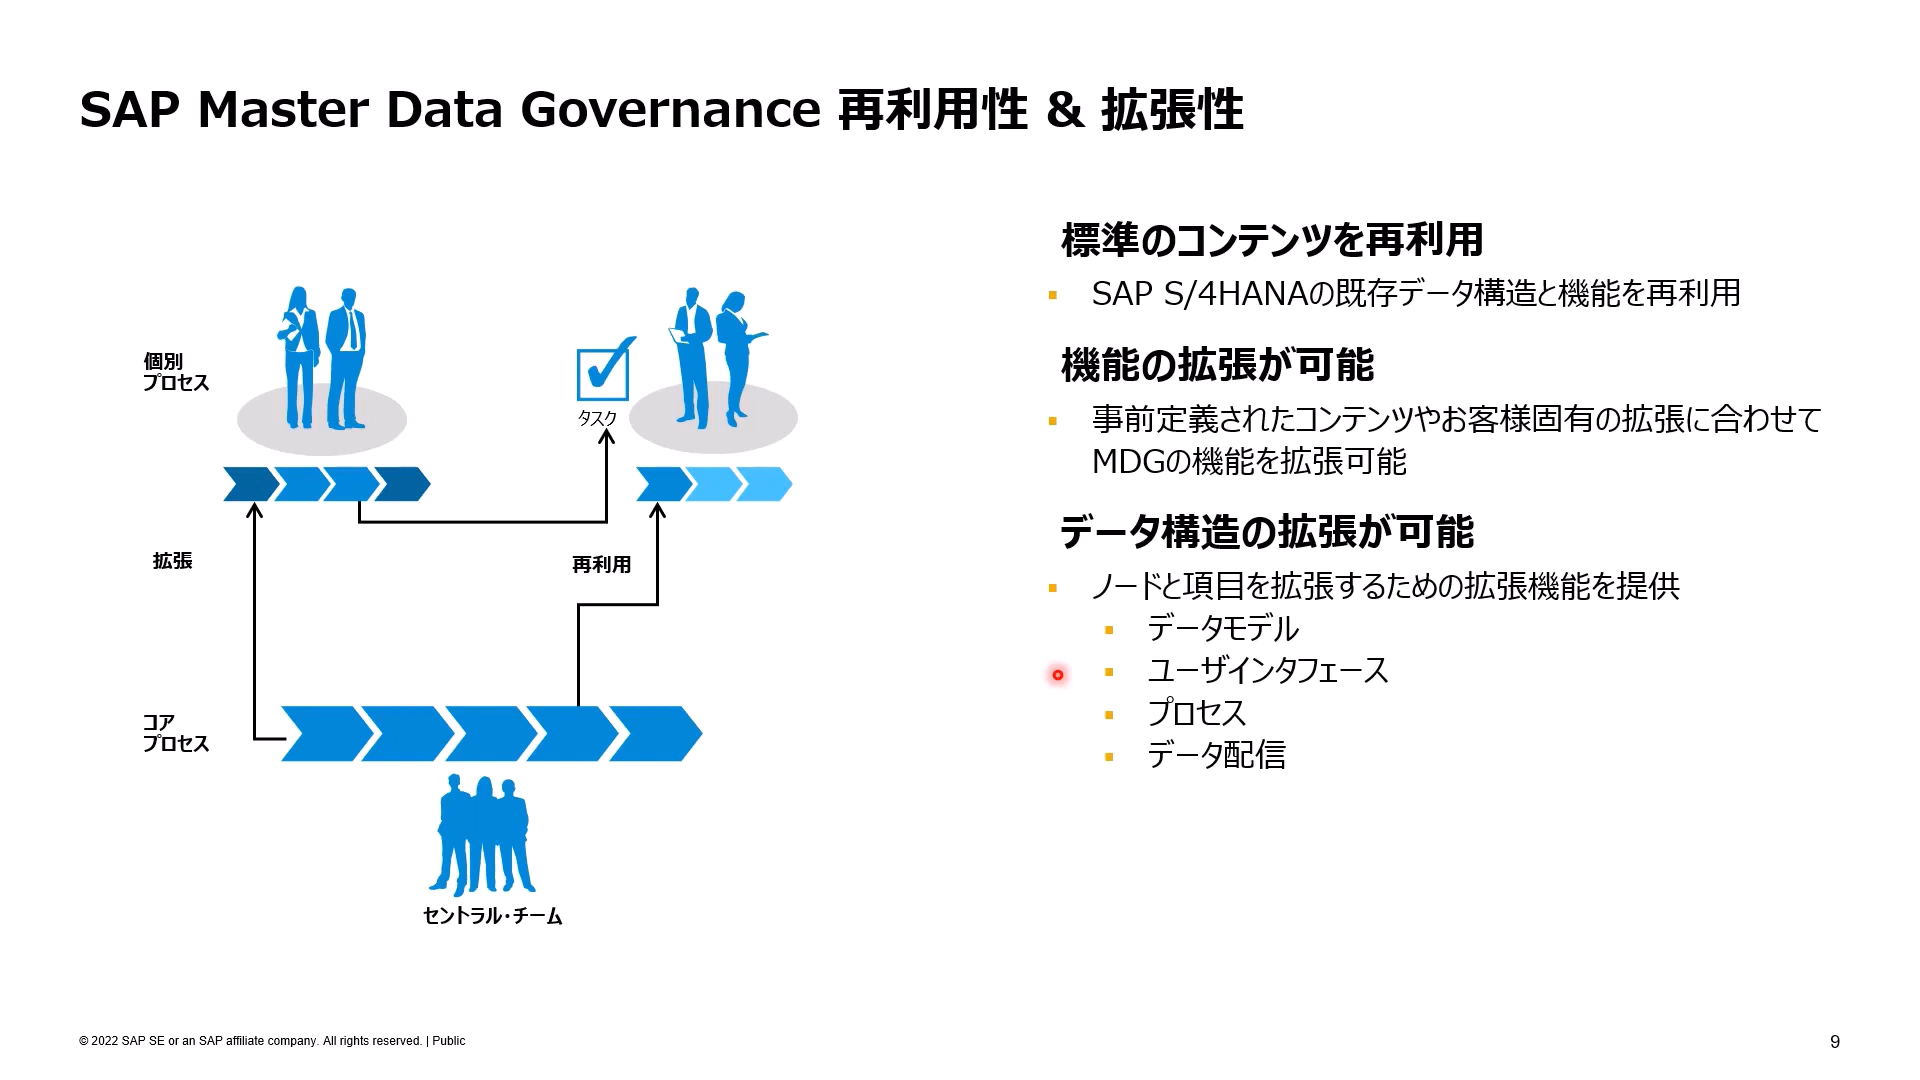 SAP Master Data Governance 再利用性 & 拡張性
個別
プロセス
タスク
拡張
再利用
コア
プロセス
セントラル・チーム
標準のコンテンツを再利用
▪ SAP S/4HANAの既存データ構造と機能を再利用
機能の拡張が可能
▪ 事前定義されたコンテンツやお客様固有の拡張に合わせて
MDGの機能を拡張可能
データ構造の拡張が可能
▪ ノードと項目を拡張するための拡張機能を提供
▪ データモデル
▪ ユーザインタフェース
▪ プロセス
▪ データ配信
© 2022 SAP SE or an SAP affiliate company. All rights reserved. | Public
9